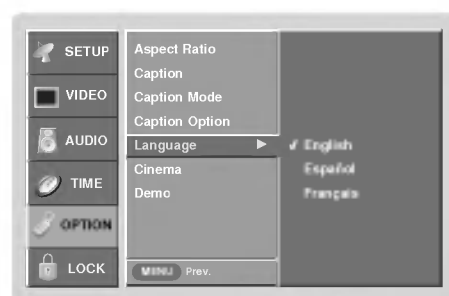 SETUP
VIDEO
AUDIO
TIME
OPTION
LOCK
Aspect Ratio
Caption
Caption Mode
Caption Option
Language
Cinema
Demo
MENU Prev.
English
Español
Français